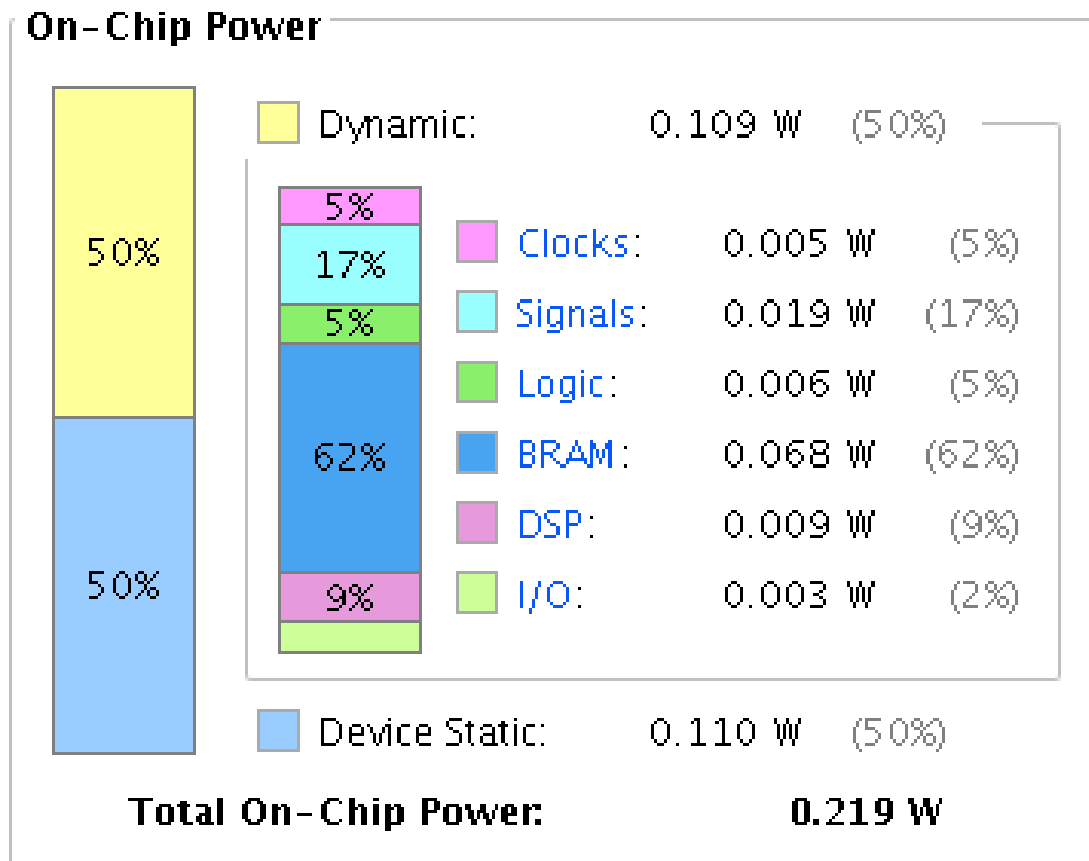 On-Chip Power
Dynamic: 0.109 W (50%)
50%
5%
Clocks: 0.005 W (5%)
17%
Signals: 0.019 W (17%)
5%
Logic: 0.006 W (5%)
62%
BRAM: 0.068 W (62%)
DSP: 0.009 W (9%)
9%
I/O: 0.003 W (2%)
50%
Device Static: 0.110 W (50%)
Total On-Chip Power: 0.219 W